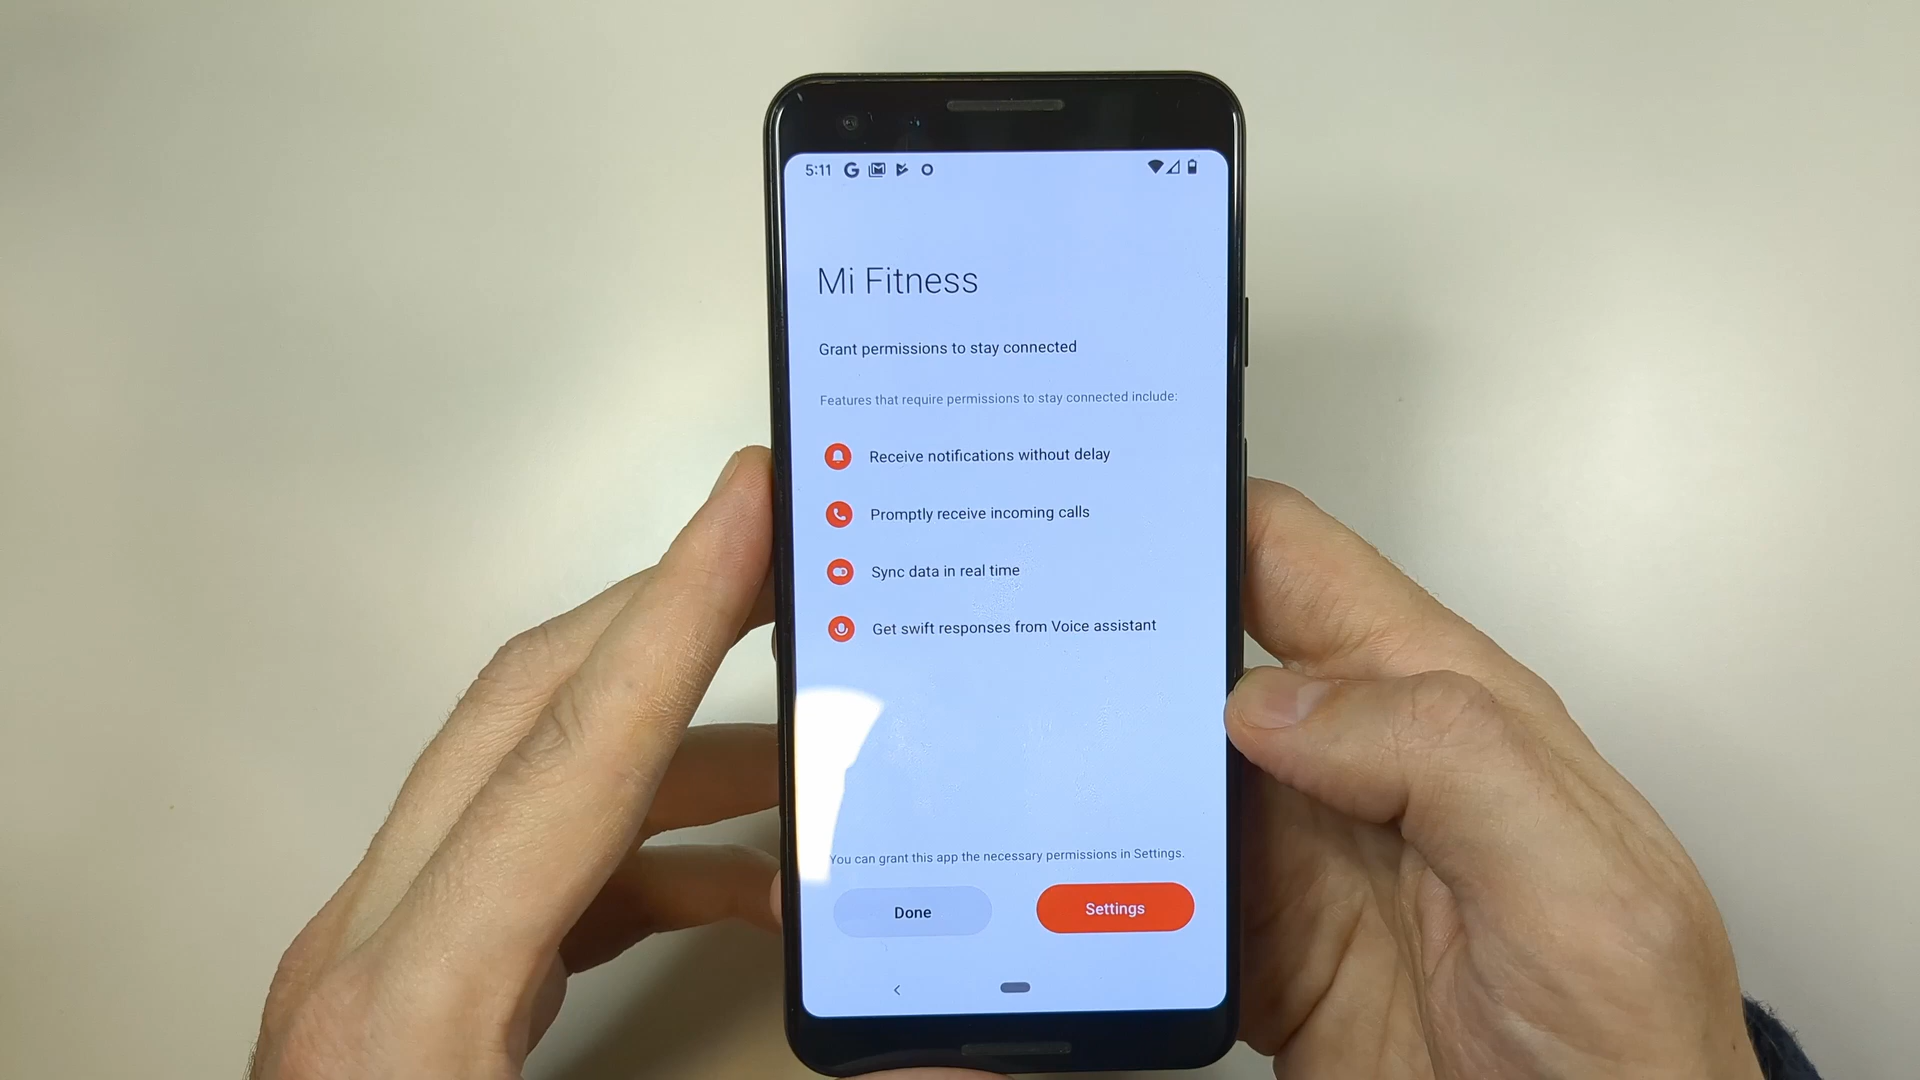 5:11
Mi Fitness
Grant permissions to stay connected
Features that require permissions to stay connected include:
Receive notifications without delay
Promptly receive incoming calls
Sync data in real time
Get swift responses from Voice assistant
You can grant this app the necessary permissions in Settings.
Done
Settings